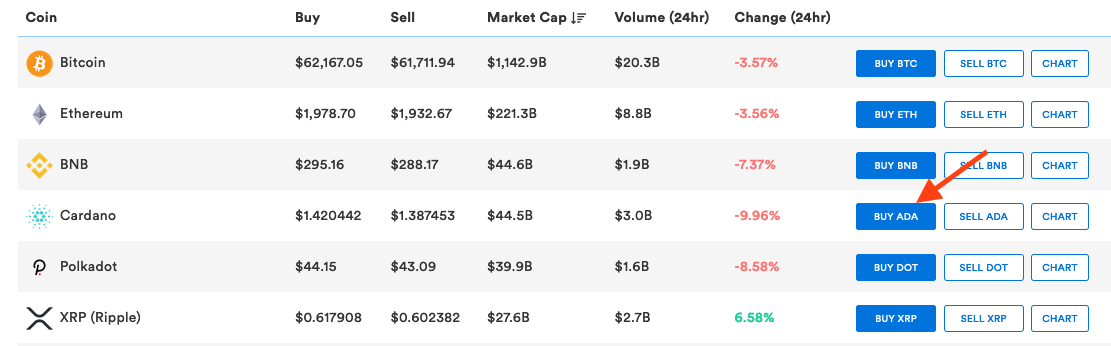 Coin Buy Sell Market Cap Volume (24hr) Change (24hr)
Bitcoin $62,167.05 $61,711.94 $1,142.9B $20.3B -3.57% BUY BTC SELL BTC CHART
Ethereum $1,978.70 $1,932.67 $221.3B $8.8B -3.56% BUY ETH SELL ETH CHART
BNB $295.16 $288.17 $44.6B $1.9B -7.37% BUY BNB SELL BNB CHART
Cardano $1.420442 $1.387453 $44.5B $3.0B -9.96% BUY ADA SELL ADA CHART
Polkadot $44.15 $43.09 $39.9B $1.6B -8.58% BUY DOT SELL DOT CHART
XRP (Ripple) $0.617908 $0.602382 $27.6B $2.7B 6.58% BUY XRP SELL XRP CHART